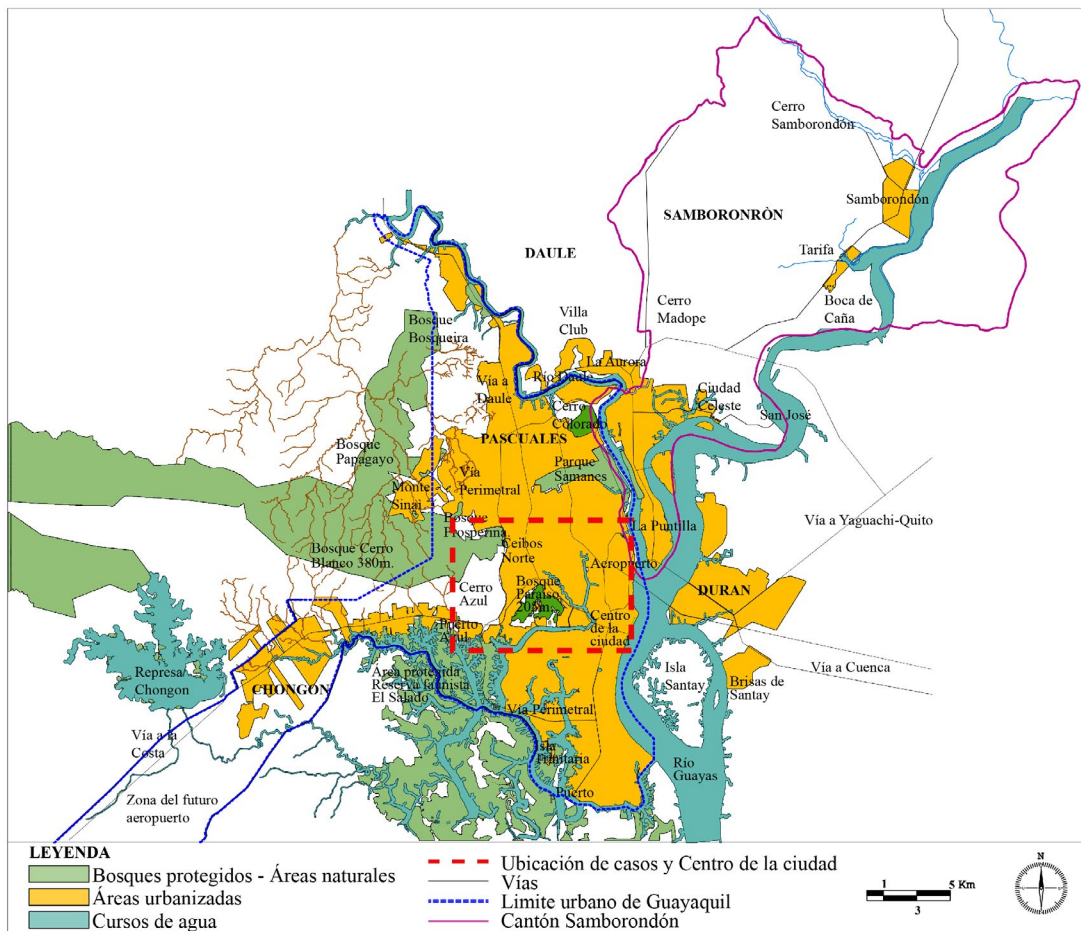 Cerro
Samborondón
SAMBORONRÒN
Samborondón
DAULE
Tarifa
Boca de
Caña
Villa
Club
Cerro
Madope
Bosque
Bosqueira
La Aurora
Vía a
Daule
Río Daule
Ciudad
Celeste
Cerro
Colorado
San José
PASCUALES
Bosque
Papagayo
Parque
Samanes
Vía
Perimetral
Monte
Sinai
Bosque
Prosperina
La Puntilla
Vía a Yaguachi-Quito
Ceibos
Norte
Bosque Cerro
Blanco 380m.
Aeropuerto
Cerro
Azul
Bosque
Paraiso
205m.
DURAN
Puerto
Azul
Centro
de la
ciudad
Represa
Chongon
Area protegida
Reserva faunista
El Salado
Isla
Santay
Vía a Cuenca
Brisas de
Santay
CHONGON
Vía Perimetral
Vía a la
Costa
Isla
Trinitaria
Río
Guayas
Zona del futuro
aeropuerto
Puerto
LEYENDA
Bosques protegidos - Áreas naturales
Áreas urbanizadas
Cursos de agua
Ubicación de casos y Centro de la ciudad
Vías
Limite urbano de Guayaquil
Cantón Samborondón
1 5 Km
3
N